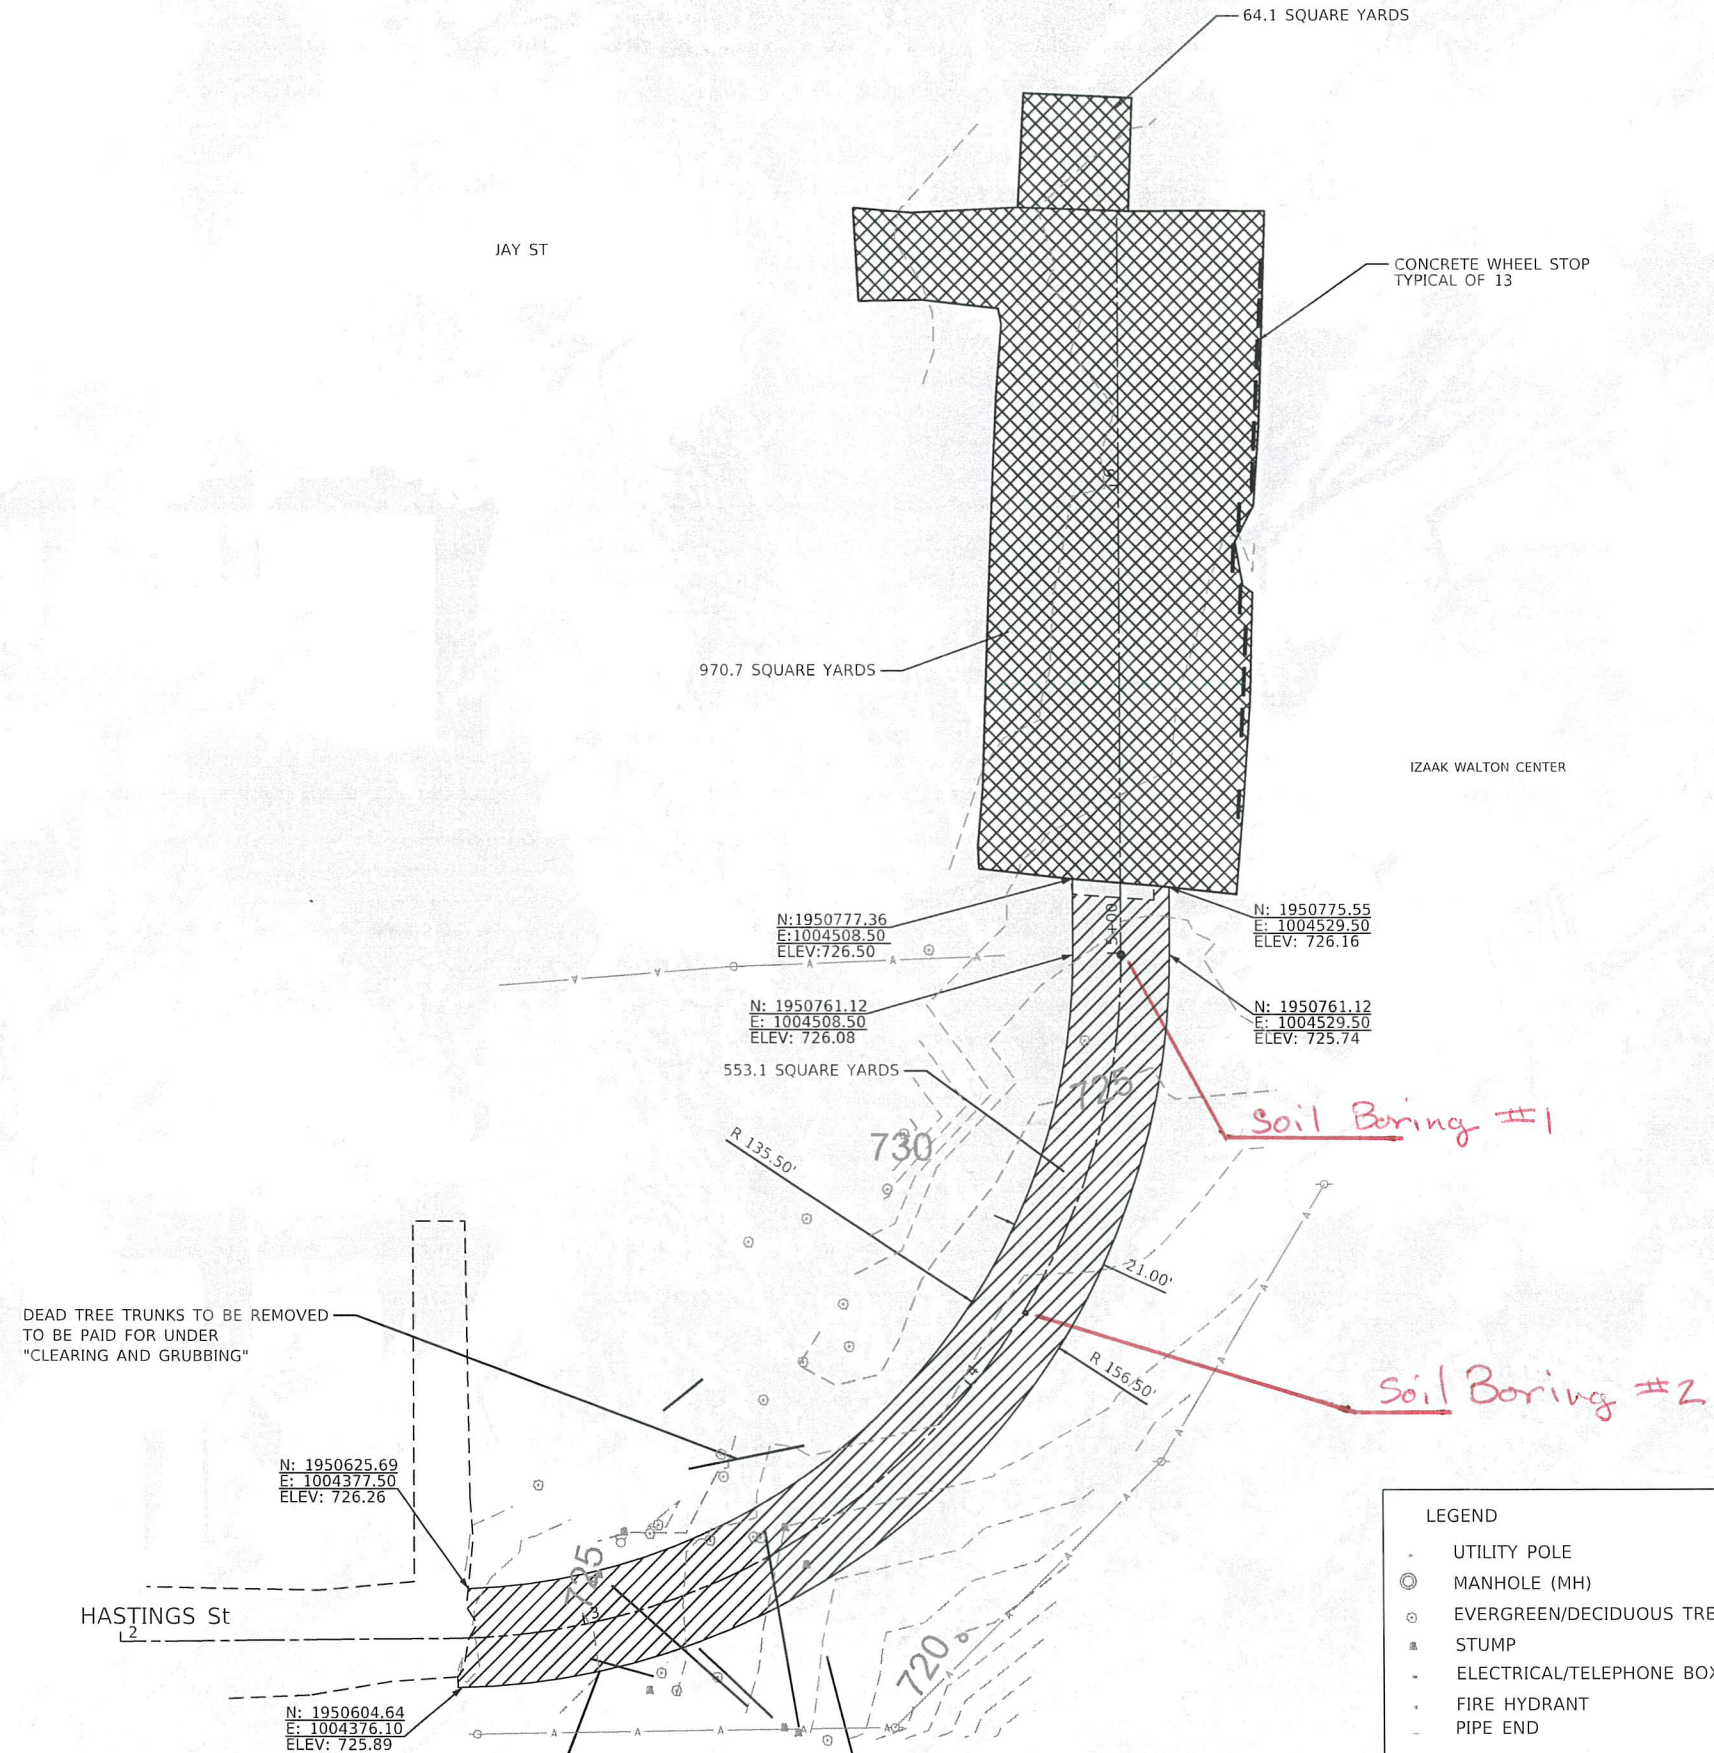 64.1 SQUARE YARDS
JAY ST
CONCRETE WHEEL STOP
TYPICAL OF 13
970.7 SQUARE YARDS
IZAAK WALTON CENTER
N:1950777.36
E:1004508.50
ELEV:726.50
5+00
N: 1950775.55
E: 1004529.50
ELEV: 726.16
N: 1950761.12
E: 1004508.50
ELEV: 726.08
N: 1950761.12
E: 1004529.50
ELEV: 725.74
553.1 SQUARE YARDS
725
Soil Boring #1
R 135.50'
730
21.00'
DEAD TREE TRUNKS TO BE REMOVED
TO BE PAID FOR UNDER
"CLEARING AND GRUBBING"
R 156.50'
4
Soil Boring #2
N: 1950625.69
E: 1004377.50
ELEV: 726.26
725
HASTINGS St
2
3
720
N: 1950604.64
E: 1004376.10
ELEV: 725.89
LEGEND
UTILITY POLE
MANHOLE (MH)
EVERGREEN/DECIDUOUS TRE
STUMP
ELECTRICAL/TELEPHONE BOX
FIRE HYDRANT
PIPE END